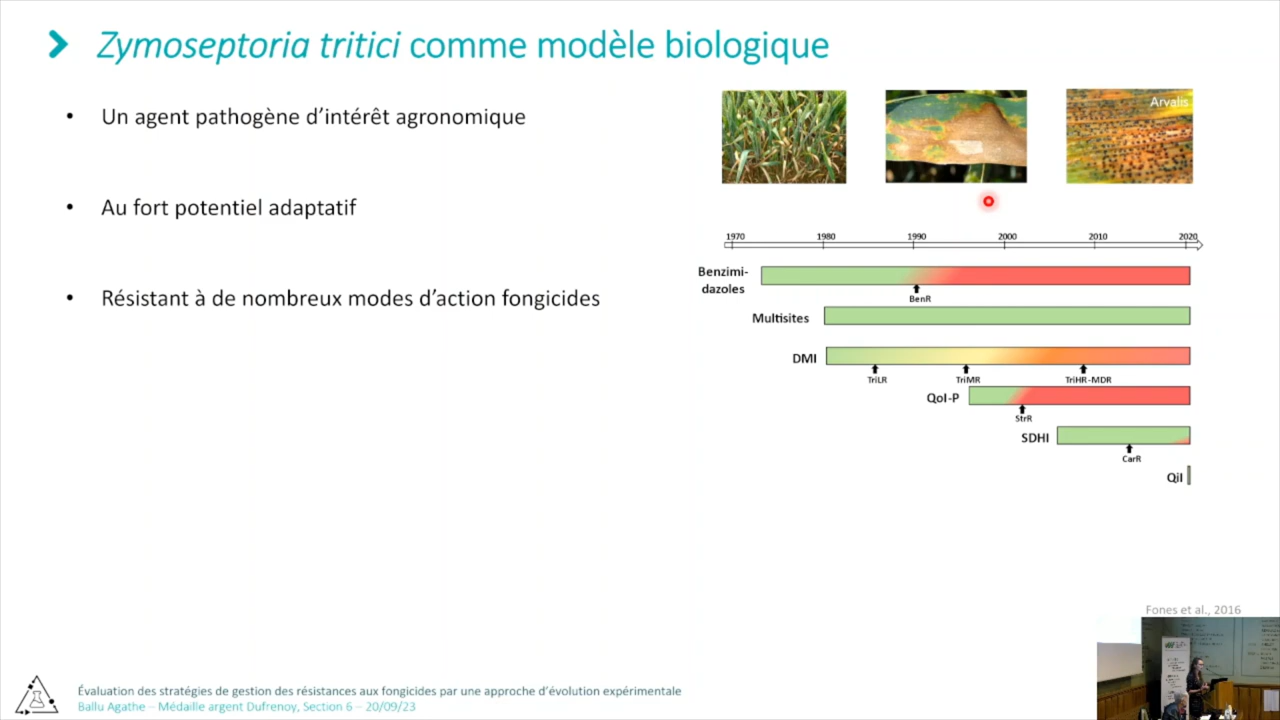 Zymoseptoria tritici comme modèle biologique
• Un agent pathogène d'intérêt agronomique
• Au fort potentiel adaptatif
• Résistant à de nombreux modes d'action fongicides
Arvalis
1970 1980 1990 2000 2010 2020
Benzimi-
dazoles
BenR
Multisites
DMI
TriLR TriMR TriHR-MDR
QoI-P
StrR
SDHI
CarR
QiI
Fones et al., 2016
Évaluation des stratégies de gestion des résistances aux fongicides par une approche d'évolution expérimentale
Ballu Agathe – Médaille argent Dufrenoy, Section 6 – 20/09/23